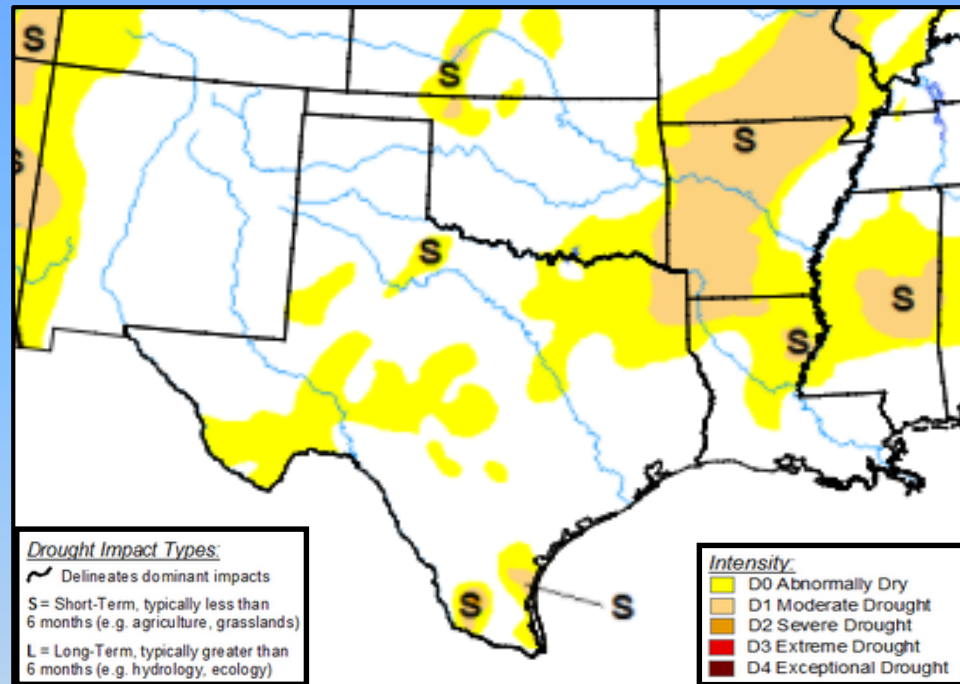 S
S
S
S
S
S
S
S
S
Drought Impact Types:
Delineates dominant impacts
S = Short-Term, typically less than
6 months (e.g. agriculture, grasslands)
L = Long-Term, typically greater than
6 months (e.g. hydrology, ecology)
Intensity:
D0 Abnormally Dry
D1 Moderate Drought
D2 Severe Drought
D3 Extreme Drought
D4 Exceptional Drought